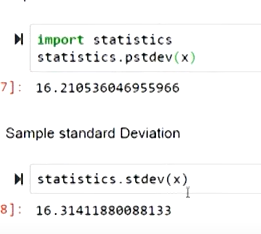 import statistics
statistics.pstdev(x)
7]: 16.210536046955966
Sample standard Deviation
statistics.stdev(x)
8]: 16.31411880088133